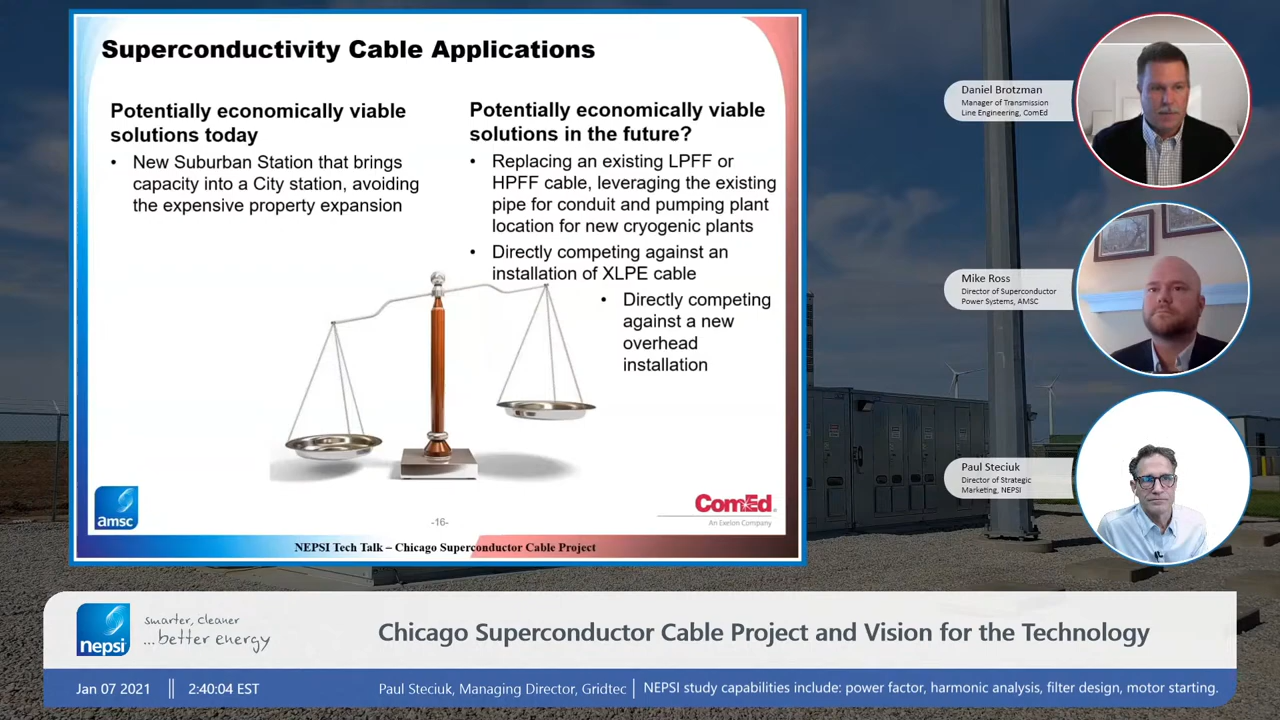 Superconductivity Cable Applications
Potentially economically viable
solutions today
• New Suburban Station that brings
capacity into a City station, avoiding
the expensive property expansion
Potentially economically viable
solutions in the future?
• Replacing an existing LPFF or
HPFF cable, leveraging the existing
pipe for conduit and pumping plant
location for new cryogenic plants
• Directly competing against an
installation of XLPE cable
• Directly competing
against a new
overhead
installation
amsc
-16-
ComEd
An Exelon Company
NEPSI Tech Talk – Chicago Superconductor Cable Project
Daniel Brotzman
Manager of Transmission
Line Engineering, ComEd
Mike Ross
Director of Superconductor
Power Systems, AMSC
Paul Steciuk
Director of Strategic
Marketing, NEPSI
nepsi
smarter, cleaner
...better energy
Chicago Superconductor Cable Project and Vision for the Technology
Jan 07 2021 || 2:40:04 EST
Paul Steciuk, Managing Director, Gridtec | NEPSI study capabilities include: power factor, harmonic analysis, filter design, motor starting.